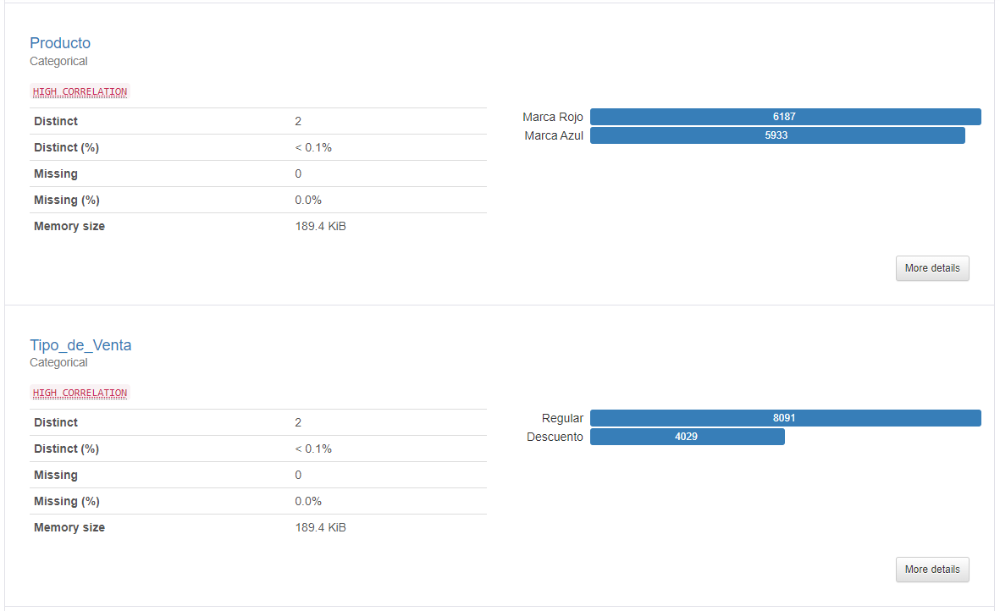 Producto
Categorical
HIGH CORRELATION
Distinct 2
Distinct (%) < 0.1%
Missing 0
Missing (%) 0.0%
Memory size 189.4 KiB
Marca Rojo 6187
Marca Azul 5933
More details
Tipo_de_Venta
Categorical
HIGH CORRELATION
Distinct 2
Distinct (%) < 0.1%
Missing 0
Missing (%) 0.0%
Memory size 189.4 KiB
Regular 8091
Descuento 4029
More details